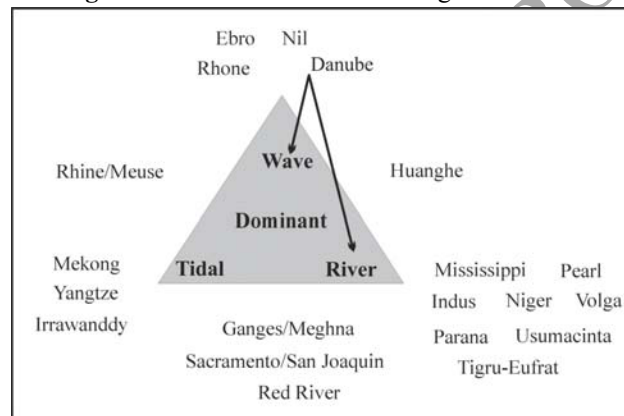 Ebro Nil
Rhone Danube
Wave
Rhine/Meuse Huanghe
Dominant
Mekong Tidal River Mississippi Pearl
Yangtze Indus Niger Volga
Irrawanddy Ganges/Meghna Parana Usumacinta
Sacramento/San Joaquin Tigru-Eufrat
Red River